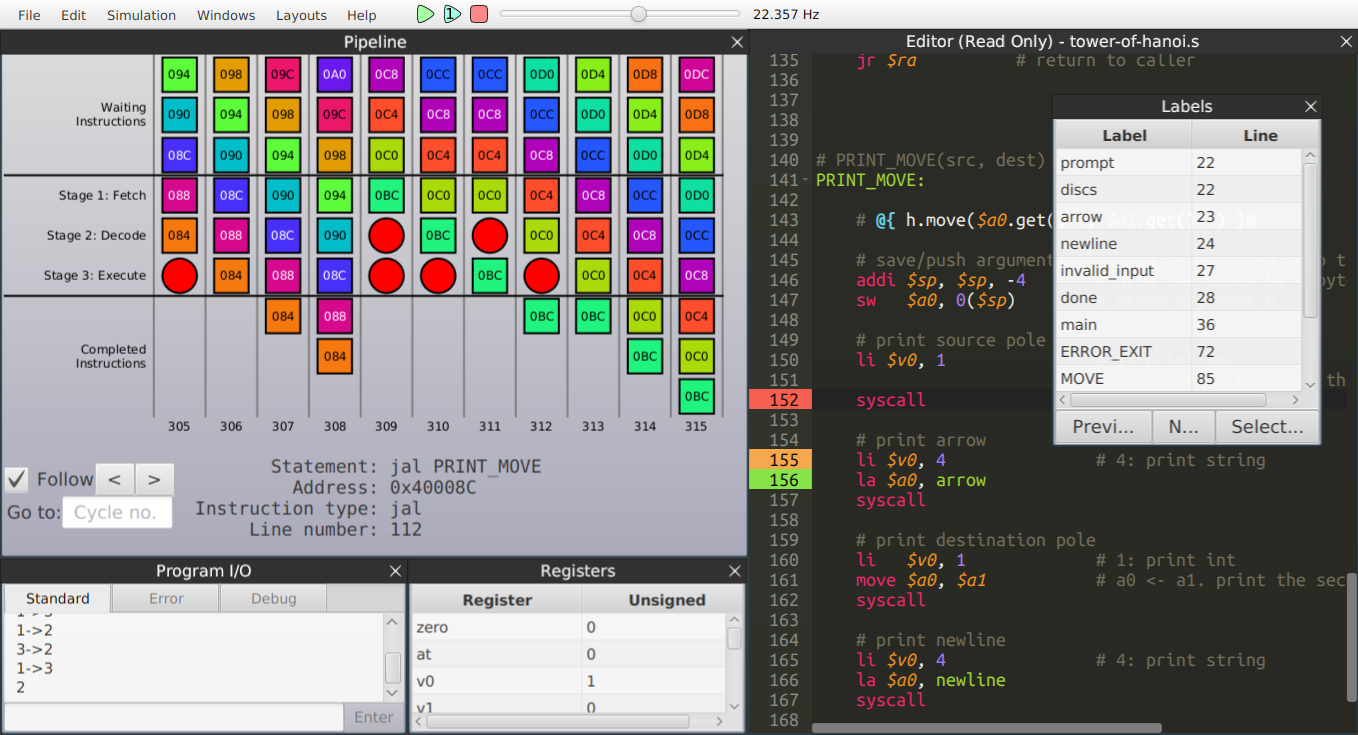 File Edit Simulation Windows Layouts Help 1 22.357 Hz
Pipeline
094 098 09C 0A0 0C8 0CC 0CC 0D0 0D4 0D8 0DC
Waiting
Instructions
090 094 098 09C 0C4 0C8 0C8 0CC 0D0 0D4 0D8
08C 090 094 098 0C0 0C4 0C4 0C8 0CC 0D0 0D4
Stage 1: Fetch 088 08C 090 094 0BC 0C0 0C0 0C4 0C8 0CC 0D0
Stage 2: Decode 084 088 08C 090 0BC 0C0 0C4 0C8 0CC
Stage 3: Execute 084 088 08C 0BC 0C0 0C4 0C8
084 088 0BC 0BC 0C0 0C4
Completed
Instructions
084 0BC 0C0
0BC
305 306 307 308 309 310 311 312 313 314 315
Follow < >
Go to: Cycle no.
Statement: jal PRINT_MOVE
Address: 0x40008C
Instruction type: jal
Line number: 112
Program I/O
Standard Error Debug
1->2
3->2
1->3
2
Enter
Registers
Register Unsigned
zero 0
at 0
v0 1
v1 0
Editor (Read Only) - tower-of-hanoi.s
135 jr $ra # return to caller
136
137
138
139
140 # PRINT_MOVE(src, dest)
141 PRINT_MOVE:
142
143 # @{ h.move($a0.get(
144
145 # save/push argument
146 addi $sp, $sp, -4
147 sw $a0, 0($sp)
148
149 # print source pole
150 li $v0, 1
151
152 syscall
153
154 # print arrow
155 li $v0, 4 # 4: print string
156 la $a0, arrow
157 syscall
158
159 # print destination pole
160 li $v0, 1 # 1: print int
161 move $a0, $a1 # a0 <- a1. print the sec
162 syscall
163
164 # print newline
165 li $v0, 4 # 4: print string
166 la $a0, newline
167 syscall
168
Labels
Label Line
prompt 22
discs 22
arrow 23
newline 24
invalid_input 27
done 28
main 36
ERROR_EXIT 72
MOVE 85
Previ... N... Select...